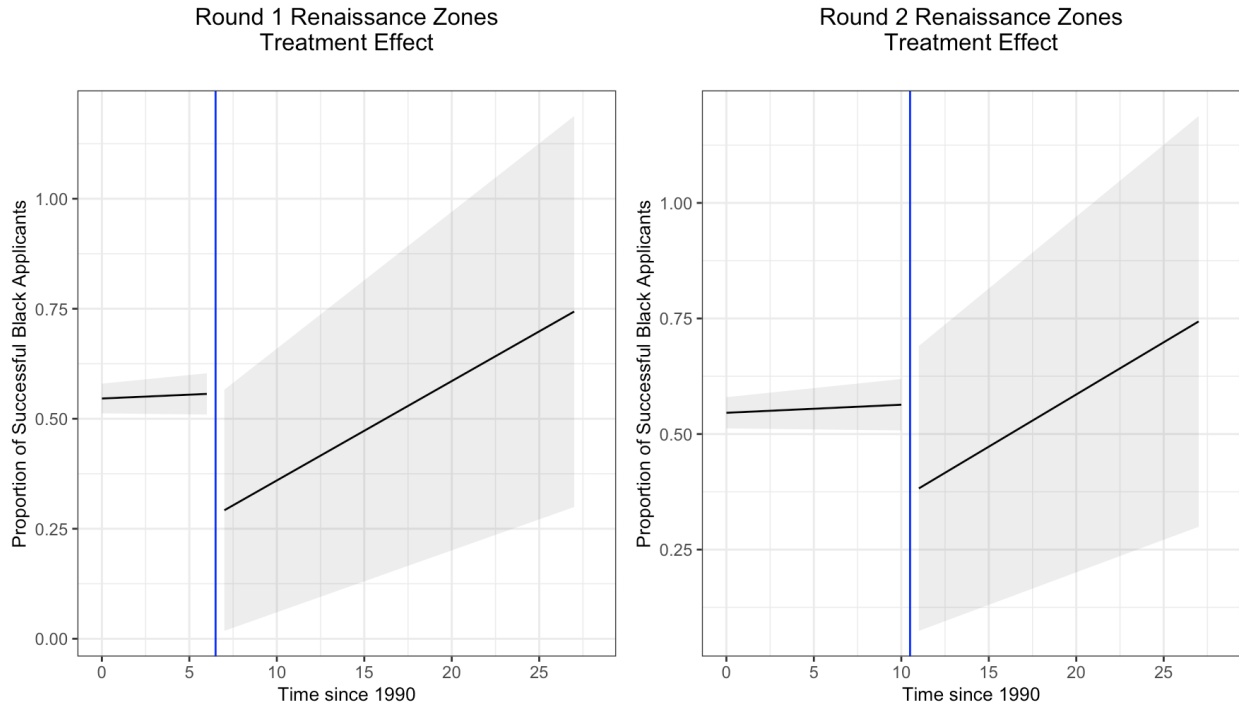 Round 1 Renaissance Zones
Treatment Effect
Proportion of Successful Black Applicants
1.00
0.75
0.50
0.25
0.00
0 5 10 15 20 25
Time since 1990
Round 2 Renaissance Zones
Treatment Effect
Proportion of Successful Black Applicants
1.00
0.75
0.50
0.25
0 5 10 15 20 25
Time since 1990